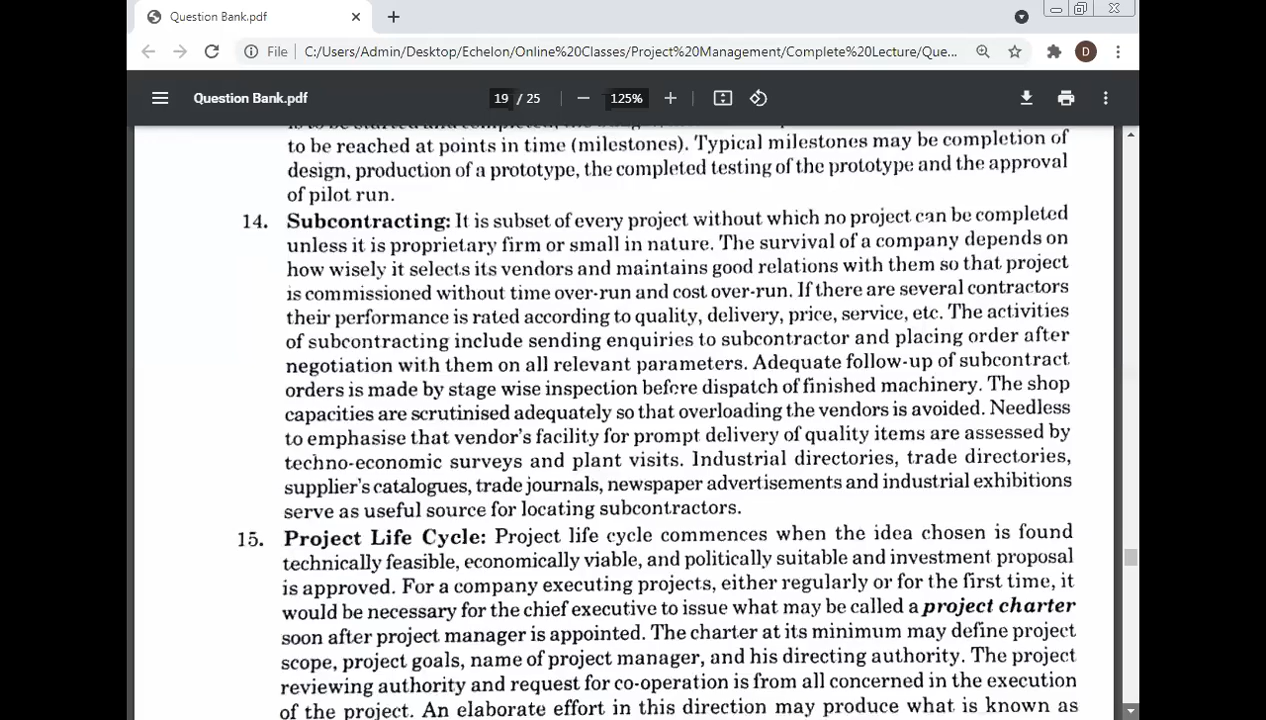 Question Bank.pdf
File C:/Users/Admin/Desktop/Echelon/Online%20Classes/Project%20Management/Complete%20Lecture/Que... D
Question Bank.pdf 19 / 25 125%
to be reached at points in time (milestones). Typical milestones may be completion of
design, production of a prototype, the completed testing of the prototype and the approval
of pilot run.
14. Subcontracting: It is subset of every project without which no project can be completed
unless it is proprietary firm or small in nature. The survival of a company depends on
how wisely it selects its vendors and maintains good relations with them so that project
is commissioned without time over-run and cost over-run. If there are several contractors
their performance is rated according to quality, delivery, price, service, etc. The activities
of subcontracting include sending enquiries to subcontractor and placing order after
negotiation with them on all relevant parameters. Adequate follow-up of subcontract
orders is made by stage wise inspection before dispatch of finished machinery. The shop
capacities are scrutinised adequately so that overloading the vendors is avoided. Needless
to emphasise that vendor's facility for prompt delivery of quality items are assessed by
techno-economic surveys and plant visits. Industrial directories, trade directories,
supplier's catalogues, trade journals, newspaper advertisements and industrial exhibitions
serve as useful source for locating subcontractors.
15. Project Life Cycle: Project life cycle commences when the idea chosen is found
technically feasible, economically viable, and politically suitable and investment proposal
is approved. For a company executing projects, either regularly or for the first time, it
would be necessary for the chief executive to issue what may be called a project charter
soon after project manager is appointed. The charter at its minimum may define project
scope, project goals, name of project manager, and his directing authority. The project
reviewing authority and request for co-operation is from all concerned in the execution
of the project. An elaborate effort in this direction may produce what is known as